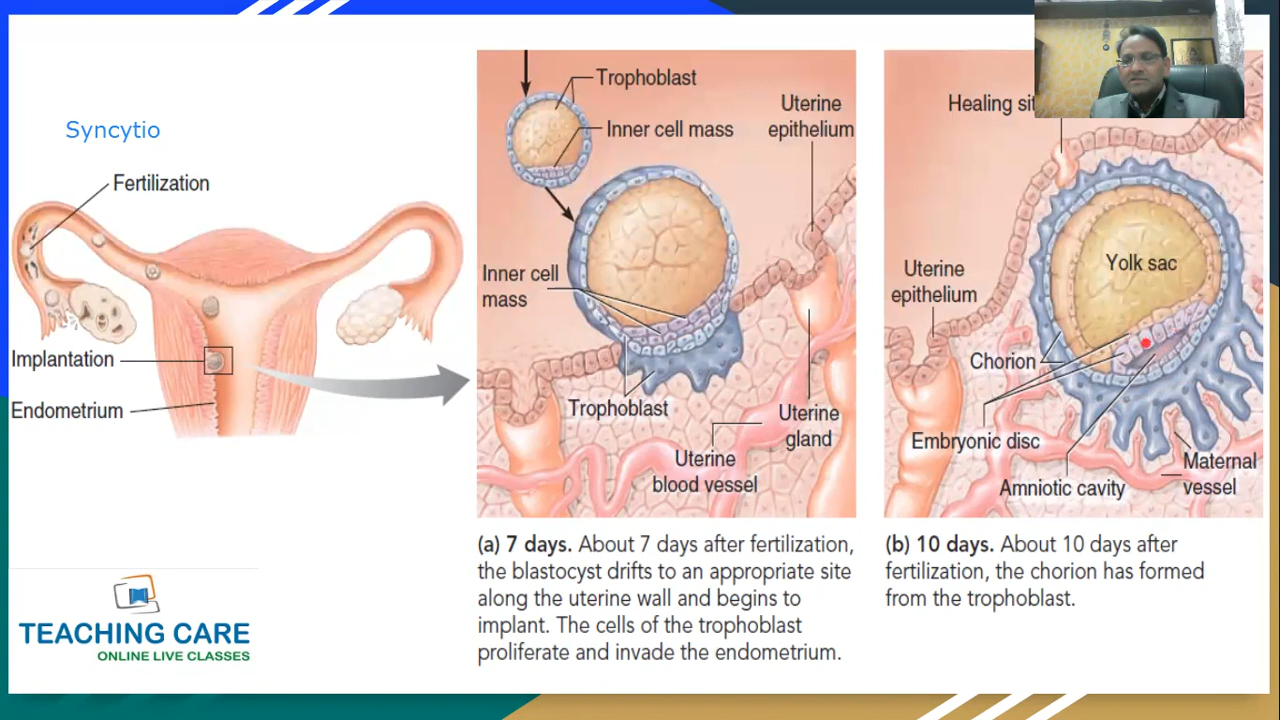 Syncytio
Fertilization
Implantation
Endometrium
TEACHING CARE
ONLINE LIVE CLASSES
Trophoblast
Inner cell mass
Uterine
epithelium
Inner cell
mass
Trophoblast
Uterine
gland
Uterine
blood vessel
(a) 7 days. About 7 days after fertilization,
the blastocyst drifts to an appropriate site
along the uterine wall and begins to
implant. The cells of the trophoblast
proliferate and invade the endometrium.
Healing
Uterine
epithelium
Yolk sac
Chorion
Embryonic disc
Amniotic cavity
Maternal
vessel
(b) 10 days. About 10 days after
fertilization, the chorion has formed
from the trophoblast.